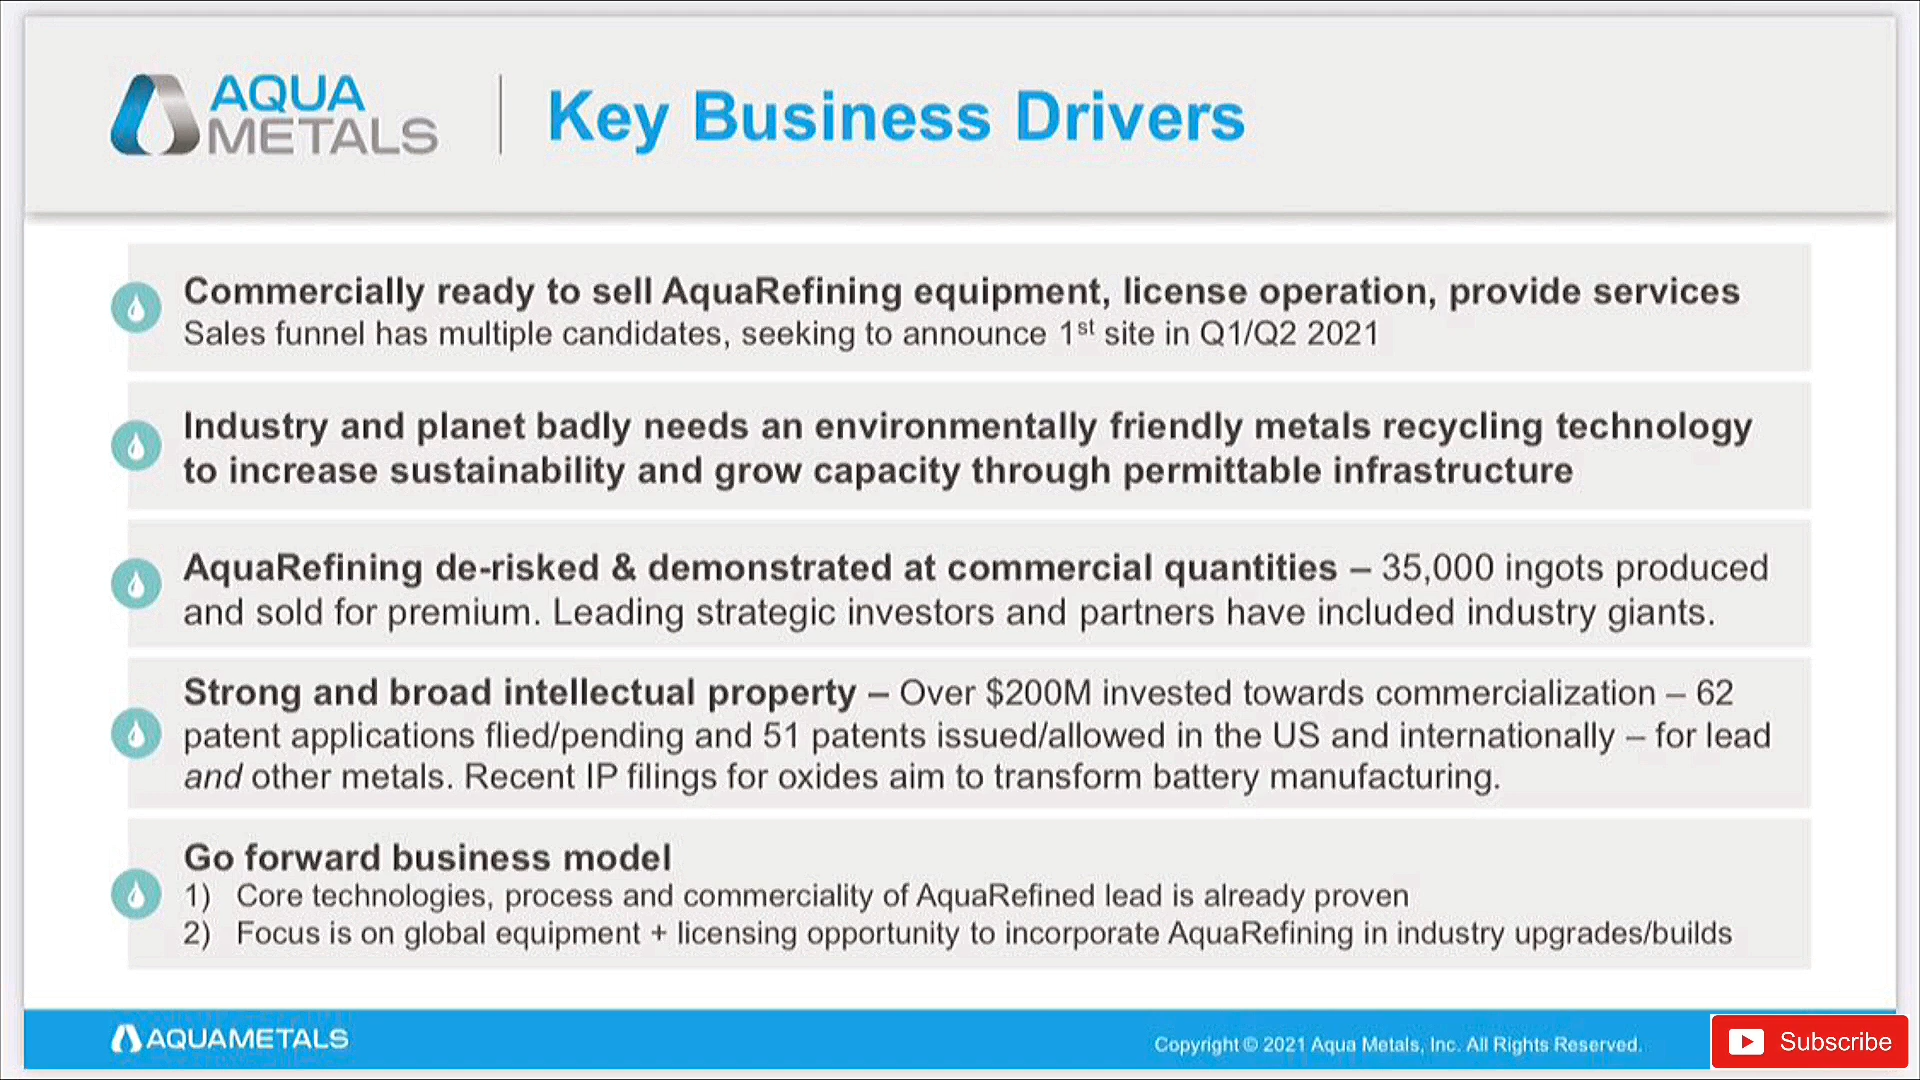 AQUA
METALS
Key Business Drivers
Commercially ready to sell AquaRefining equipment, license operation, provide services
Sales funnel has multiple candidates, seeking to announce 1st site in Q1/Q2 2021
Industry and planet badly needs an environmentally friendly metals recycling technology
to increase sustainability and grow capacity through permittable infrastructure
AquaRefining de-risked & demonstrated at commercial quantities – 35,000 ingots produced
and sold for premium. Leading strategic investors and partners have included industry giants.
Strong and broad intellectual property – Over $200M invested towards commercialization – 62
patent applications flied/pending and 51 patents issued/allowed in the US and internationally – for lead
and other metals. Recent IP filings for oxides aim to transform battery manufacturing.
Go forward business model
1) Core technologies, process and commerciality of AquaRefined lead is already proven
2) Focus is on global equipment + licensing opportunity to incorporate AquaRefining in industry upgrades/builds
AQUAMETALS
Copyright © 2021 Aqua Metals, Inc. All Rights Reserved.
Subscribe